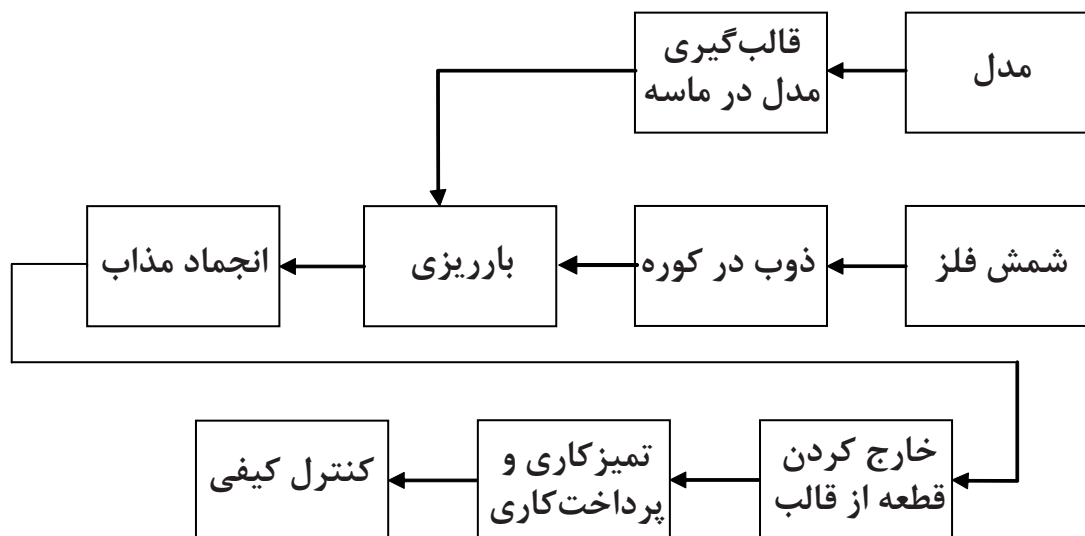 مدل
قالب‌گیری
مدل در ماسه
شمش فلز
ذوب در کوره
بارریزی
انجماد مذاب
خارج کردن
قطعه از قالب
تمیزکاری و
پرداخت‌کاری
کنترل کیفی